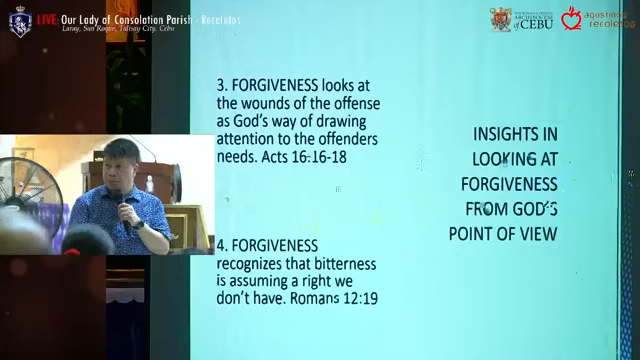 LIVE: Our Lady of Consolation Parish - Recoletos
Laray, San Roque, Talisay City, Cebu
ARCHDIOCESE
of CEBU
agustinos
recoletos
3. FORGIVENESS looks at
the wounds of the offense
as God's way of drawing
attention to the offenders
needs. Acts 16:16-18
4. FORGIVENESS
recognizes that bitterness
is assuming a right we
don't have. Romans 12:19
INSIGHTS IN
LOOKING AT
FORGIVENESS
FROM GOD'S
POINT OF VIEW